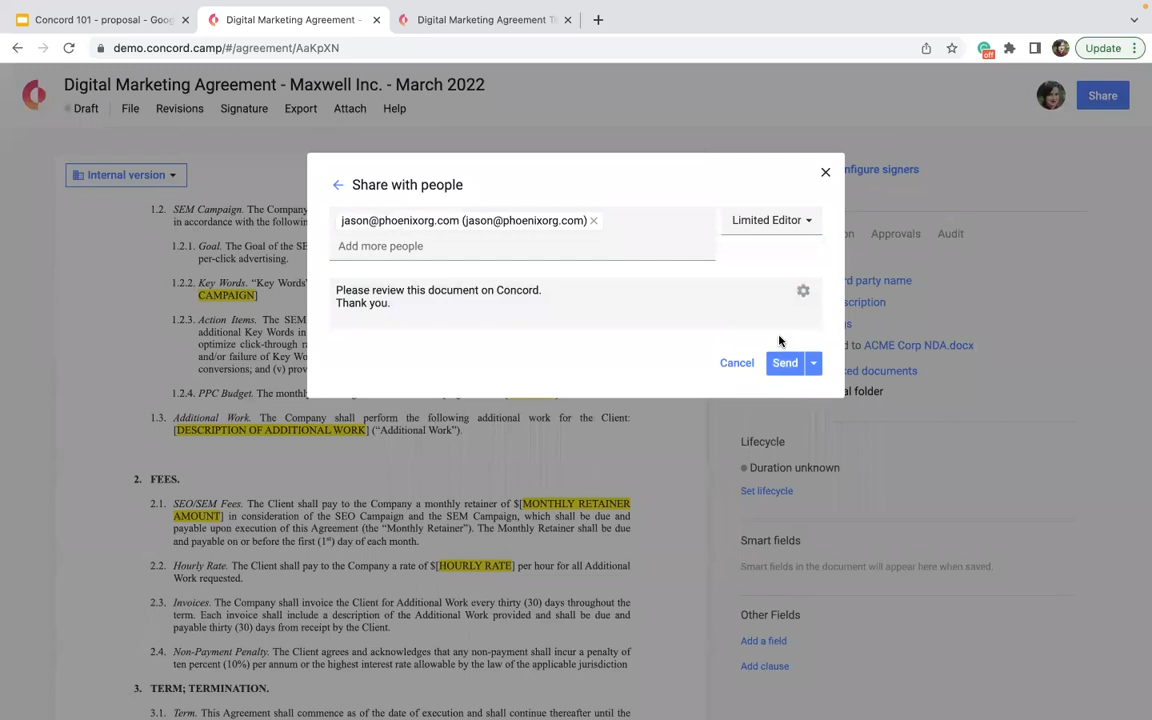 Concord 101 - proposal - Goog
Digital Marketing Agreement -
Digital Marketing Agreement T
demo.concord.camp/#/agreement/AaKpXN
off
Update
Digital Marketing Agreement - Maxwell Inc. - March 2022
Draft File Revisions Signature Export Attach Help
Share
Internal version
Share with people
jason@phoenixorg.com (jason@phoenixorg.com)
Limited Editor
Add more people
Please review this document on Concord.
Thank you.
Cancel Send
1.2. SEM Campaign. The Company
in accordance with the following
1.2.1. Goal. The Goal of the SE
per-click advertising.
1.2.2. Key Words. “Key Words”
CAMPAIGN]
1.2.3. Action Items. The SEM
additional Key Words in
optimize click-through ra
and/or failure of Key Wo
conversions; and (v) prov
1.2.4. PPC Budget. The monthly
1.3. Additional Work. The Company shall perform the following additional work for the Client:
[DESCRIPTION OF ADDITIONAL WORK] (“Additional Work”).
2. FEES.
2.1. SEO/SEM Fees. The Client shall pay to the Company a monthly retainer of $[MONTHLY RETAINER
AMOUNT] in consideration of the SEO Campaign and the SEM Campaign, which shall be due and
payable upon execution of this Agreement (the “Monthly Retainer”). The Monthly Retainer shall be due
and payable on or before the first (1st) day of each month.
2.2. Hourly Rate. The Client shall pay to the Company a rate of $[HOURLY RATE] per hour for all Additional
Work requested.
2.3. Invoices. The Company shall invoice the Client for Additional Work every thirty (30) days throughout the
term. Each invoice shall include a description of the Additional Work provided and shall be due and
payable thirty (30) days from receipt by the Client.
2.4. Non-Payment Penalty. The Client agrees and acknowledges that any non-payment shall incur a penalty of
ten percent (10%) per annum or the highest interest rate allowable by the law of the applicable jurisdiction
3. TERM; TERMINATION.
3.1. Term. This Agreement shall commence as of the date of execution and shall continue thereafter until the
nfigure signers
Approvals Audit
rd party name
scription
gs
d to ACME Corp NDA.docx
ked documents
al folder
Lifecycle
Duration unknown
Set lifecycle
Smart fields
Smart fields in the document will appear here when saved.
Other Fields
Add a field
Add clause